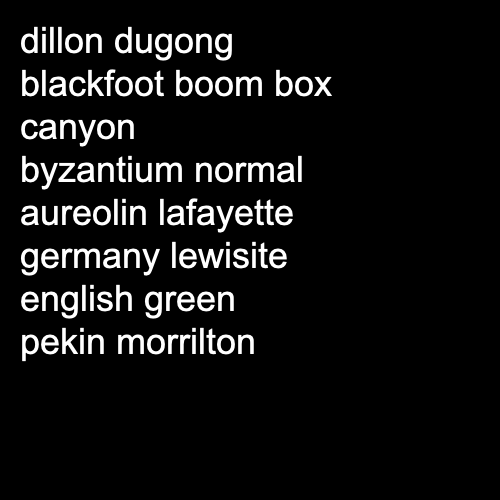 dillon dugong
blackfoot boom box
canyon
byzantium normal
aureolin lafayette
germany lewisite
english green
pekin morrilton